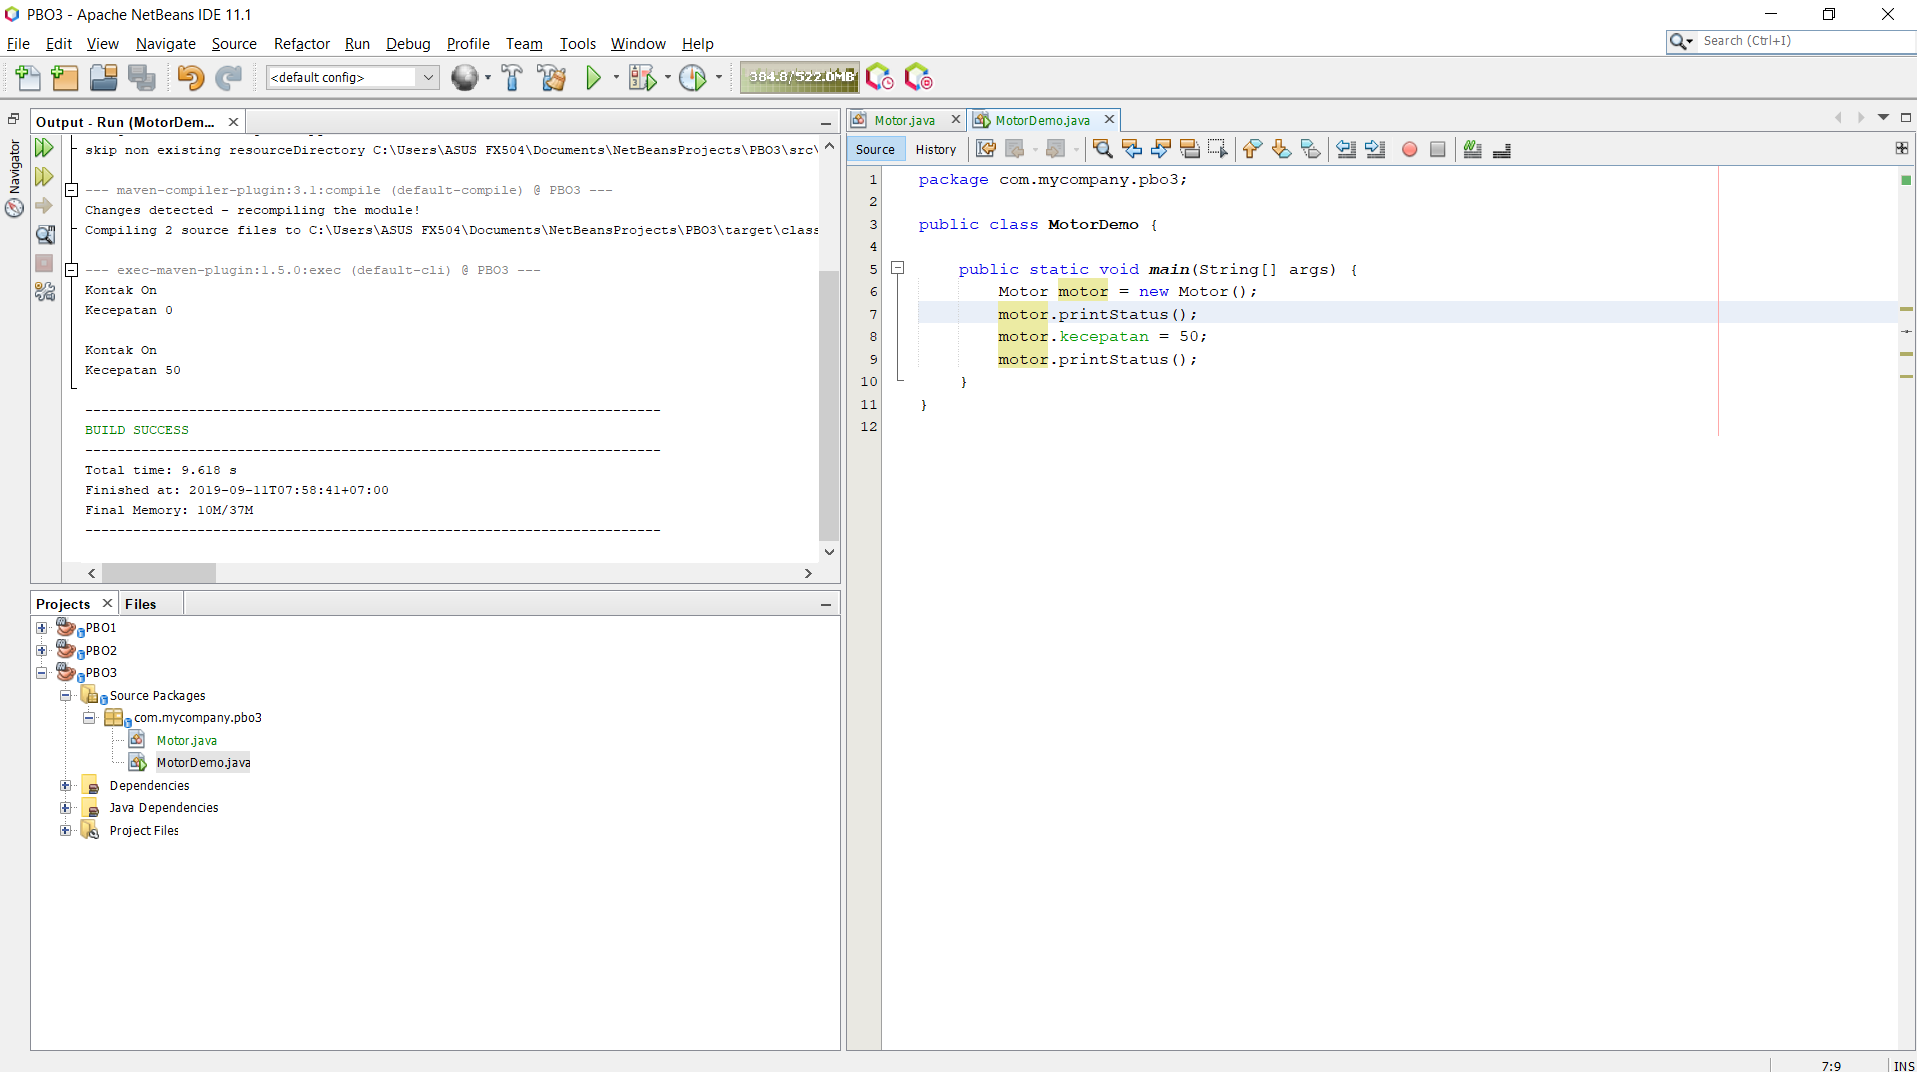 PBO3 - Apache NetBeans IDE 11.1
File Edit View Navigate Source Refactor Run Debug Profile Team Tools Window Help
Search (Ctrl+I)
<default config>
384.8/522.0MB
Navigator
Output - Run (MotorDem...
skip non existing resourceDirectory C:\Users\ASUS FX504\Documents\NetBeansProjects\PBO3\src\
--- maven-compiler-plugin:3.1:compile (default-compile) @ PBO3 ---
Changes detected - recompiling the module!
Compiling 2 source files to C:\Users\ASUS FX504\Documents\NetBeansProjects\PBO3\target\class
--- exec-maven-plugin:1.5.0:exec (default-cli) @ PBO3 ---
Kontak On
Kecepatan 0
Kontak On
Kecepatan 50
------------------------------------------------------------------------
BUILD SUCCESS
------------------------------------------------------------------------
Total time: 9.618 s
Finished at: 2019-09-11T07:58:41+07:00
Final Memory: 10M/37M
------------------------------------------------------------------------
Projects Files
PBO1
PBO2
PBO3
Source Packages
com.mycompany.pbo3
Motor.java
MotorDemo.java
Dependencies
Java Dependencies
Project Files
Motor.java MotorDemo.java
Source History
1 package com.mycompany.pbo3;
2
3 public class MotorDemo {
4
5 public static void main(String[] args) {
6 Motor motor = new Motor();
7 motor.printStatus();
8 motor.kecepatan = 50;
9 motor.printStatus();
10 }
11 }
12
7:9 INS